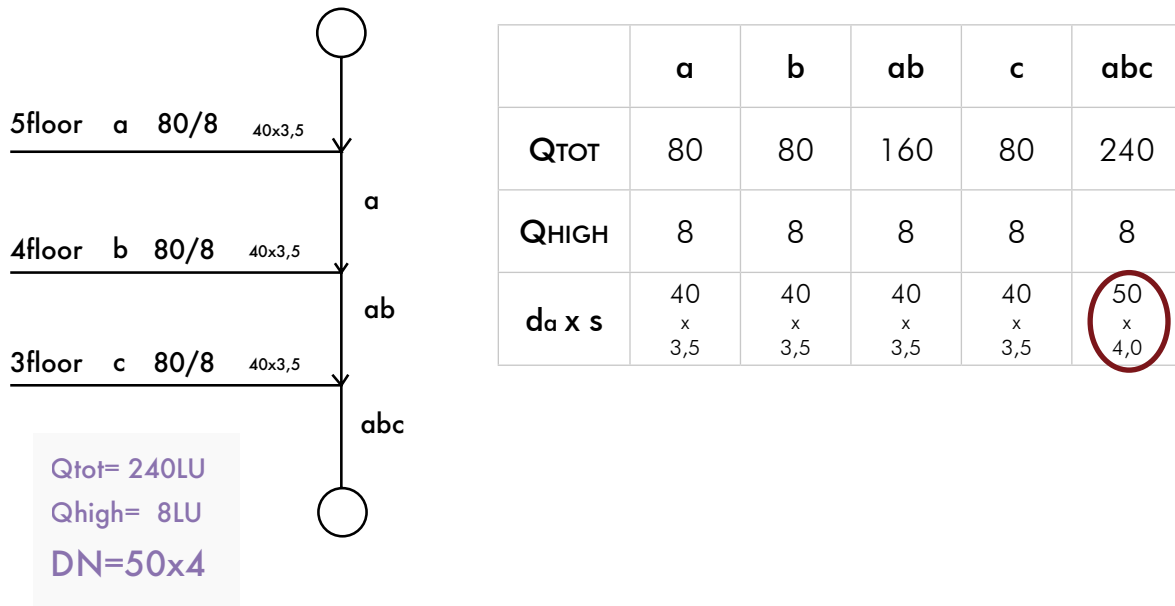 5floor a 80/8 40x3,5
a
4floor b 80/8 40x3,5
ab
3floor c 80/8 40x3,5
abc
Qtot= 240LU
Qhigh= 8LU
DN=50x4
a b ab c abc
QTOT 80 80 160 80 240
QHIGH 8 8 8 8 8
40 40 40 40 50
da x s x x x x x
3,5 3,5 3,5 3,5 4,0